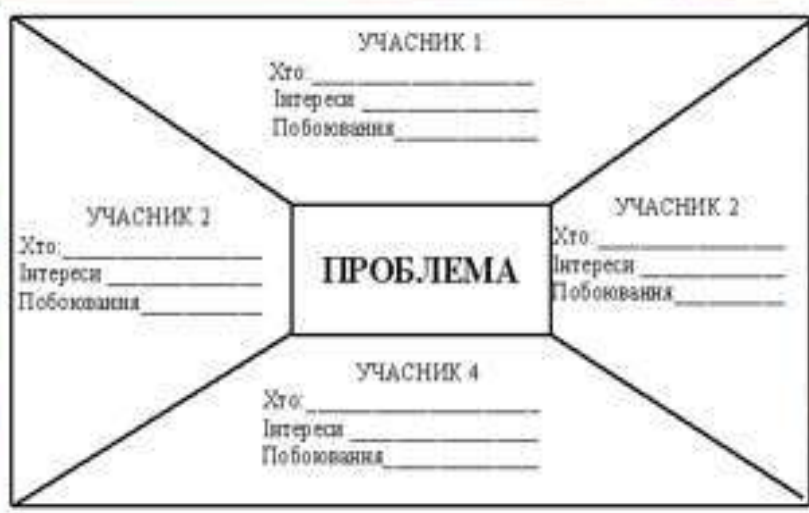 УЧАСНИК 1
Хто:
Інтереси
Побоювання
УЧАСНИК 2
Хто:
Інтереси
Побоювання
ПРОБЛЕМА
УЧАСНИК 2
Хто:
Інтереси
Побоювання
УЧАСНИК 4
Хто:
Інтереси
Побоювання